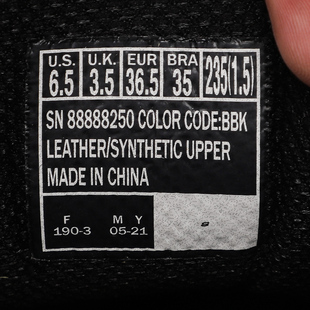 U.S. U.K. EUR BRA 235(1.5)
6.5 3.5 36.5 35
SN 88888250 COLOR CODE:BBK
LEATHER/SYNTHETIC UPPER
MADE IN CHINA
F M Y
190-3 05-21